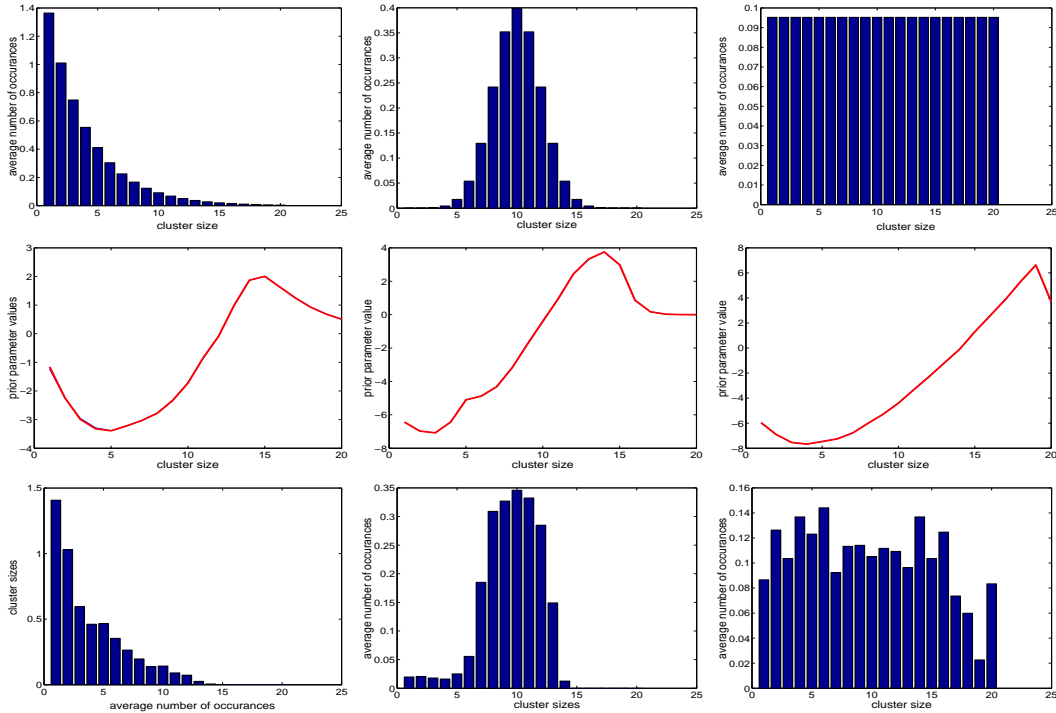 1.4
1.2
1
0.8
0.6
0.4
0.2
0
average number of occurances
0 5 10 15 20 25
cluster size
0.4
0.35
0.3
0.25
0.2
0.15
0.1
0.05
0
average number of occurrances
0 5 10 15 20 25
cluster size
0.1
0.09
0.08
0.07
0.06
0.05
0.04
0.03
0.02
0.01
0
average number of occurances
0 5 10 15 20 25
cluster size
3
2
1
0
−1
−2
−3
−4
prior parameter values
0 5 10 15 20
cluster size
4
2
0
−2
−4
−6
−8
prior parameter value
0 5 10 15 20
cluster size
8
6
4
2
0
−2
−4
−6
−8
prior parameter value
0 5 10 15 20
cluster size
1.5
1
0.5
0
cluster sizes
0 5 10 15 20 25
average number of occurances
0.35
0.3
0.25
0.2
0.15
0.1
0.05
0
average number of occurances
0 5 10 15 20 25
cluster sizes
0.16
0.14
0.12
0.1
0.08
0.06
0.04
0.02
0
average number of occurances
0 5 10 15 20 25
cluster size